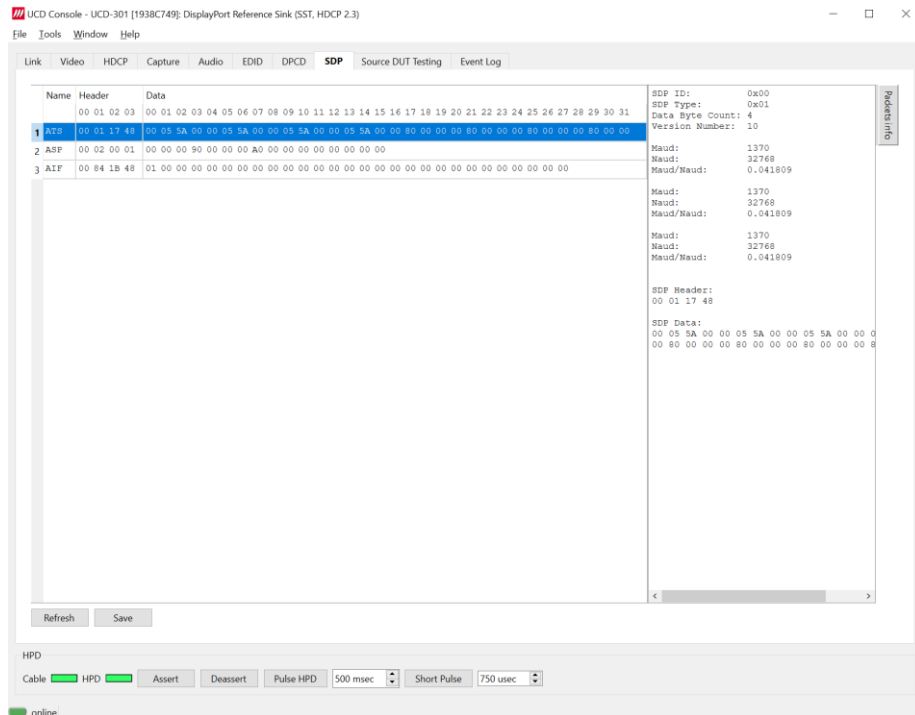 UCD Console - UCD-301 [1938C749]: DisplayPort Reference Sink (SST, HDCP 2.3)
File Tools Window Help
Link Video HDCP Capture Audio EDID DPCD SDP Source DUT Testing Event Log
Name Header Data
00 01 02 03 00 01 02 03 04 05 06 07 08 09 10 11 12 13 14 15 16 17 18 19 20 21 22 23 24 25 26 27 28 29 30 31
1 ATS 00 01 17 48 00 05 5A 00 00 05 5A 00 00 05 5A 00 00 05 5A 00 00 80 00 00 00 80 00 00 00 80 00 00 00 80 00 00
2 ASP 00 02 00 01 00 00 00 90 00 00 00 A0 00 00 00 00 00 00 00 00
3 AIF 00 84 1B 48 01 00 00 00 00 00 00 00 00 00 00 00 00 00 00 00 00 00 00 00 00 00 00 00 00 00 00 00
SDP ID: 0x00
SDP Type: 0x01
Data Byte Count: 4
Version Number: 10
Maud: 1370
Naud: 32768
Maud/Naud: 0.041809
Maud: 1370
Naud: 32768
Maud/Naud: 0.041809
Maud: 1370
Naud: 32768
Maud/Naud: 0.041809
SDP Header:
00 01 17 48
SDP Data:
00 05 5A 00 00 05 5A 00 00 05 5A 00 00 0
00 80 00 00 00 80 00 00 00 80 00 00 00 8
Packets info
Refresh Save
HPD
Cable HPD Assert Deassert Pulse HPD 500 msec Short Pulse 750 usec
online